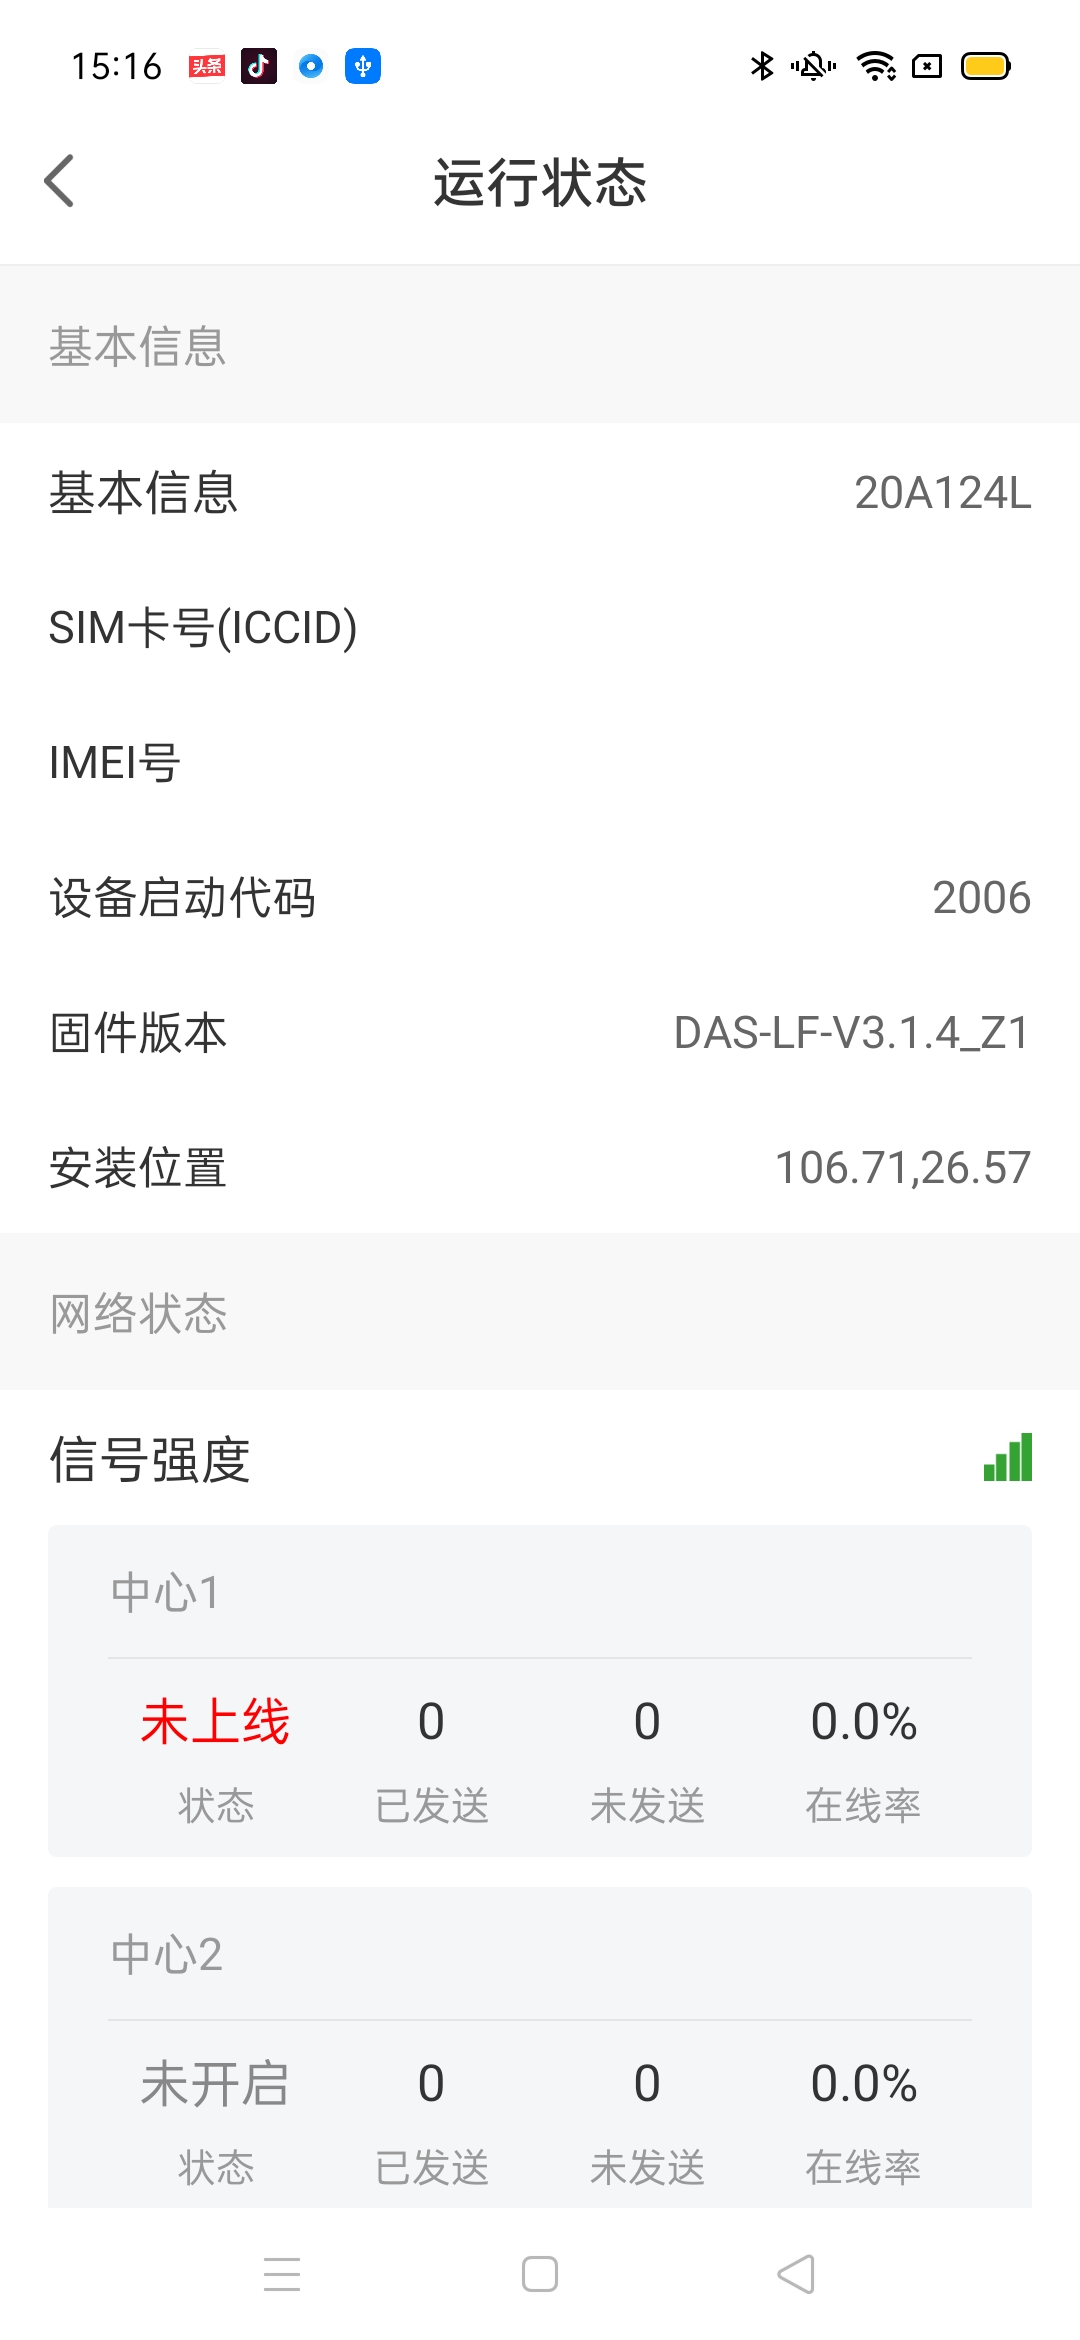 15:16 头条
运行状态
基本信息
基本信息 20A124L
SIM卡号(ICCID)
IMEI号
设备启动代码 2006
固件版本 DAS-LF-V3.1.4_Z1
安装位置 106.71,26.57
网络状态
信号强度
中心1
未上线 0 0 0.0%
状态 已发送 未发送 在线率
中心2
未开启 0 0 0.0%
状态 已发送 未发送 在线率